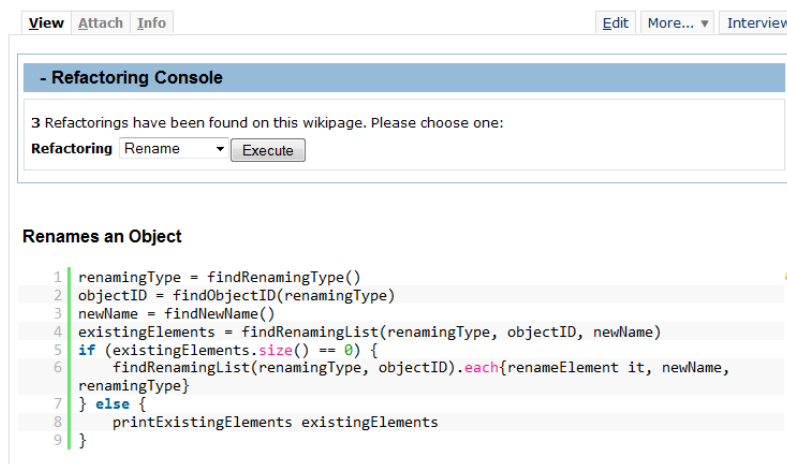 View Attach Info Edit More... ▼ Interview
- Refactoring Console
3 Refactorings have been found on this wikipage. Please choose one:
Refactoring Rename Execute
Renames an Object
1 renamingType = findRenamingType()
2 objectID = findObjectID(renamingType)
3 newName = findNewName()
4 existingElements = findRenamingList(renamingType, objectID, newName)
5 if (existingElements.size() == 0) {
6 findRenamingList(renamingType, objectID).each{renameElement it, newName,
renamingType}
7 } else {
8 printExistingElements existingElements
9 }